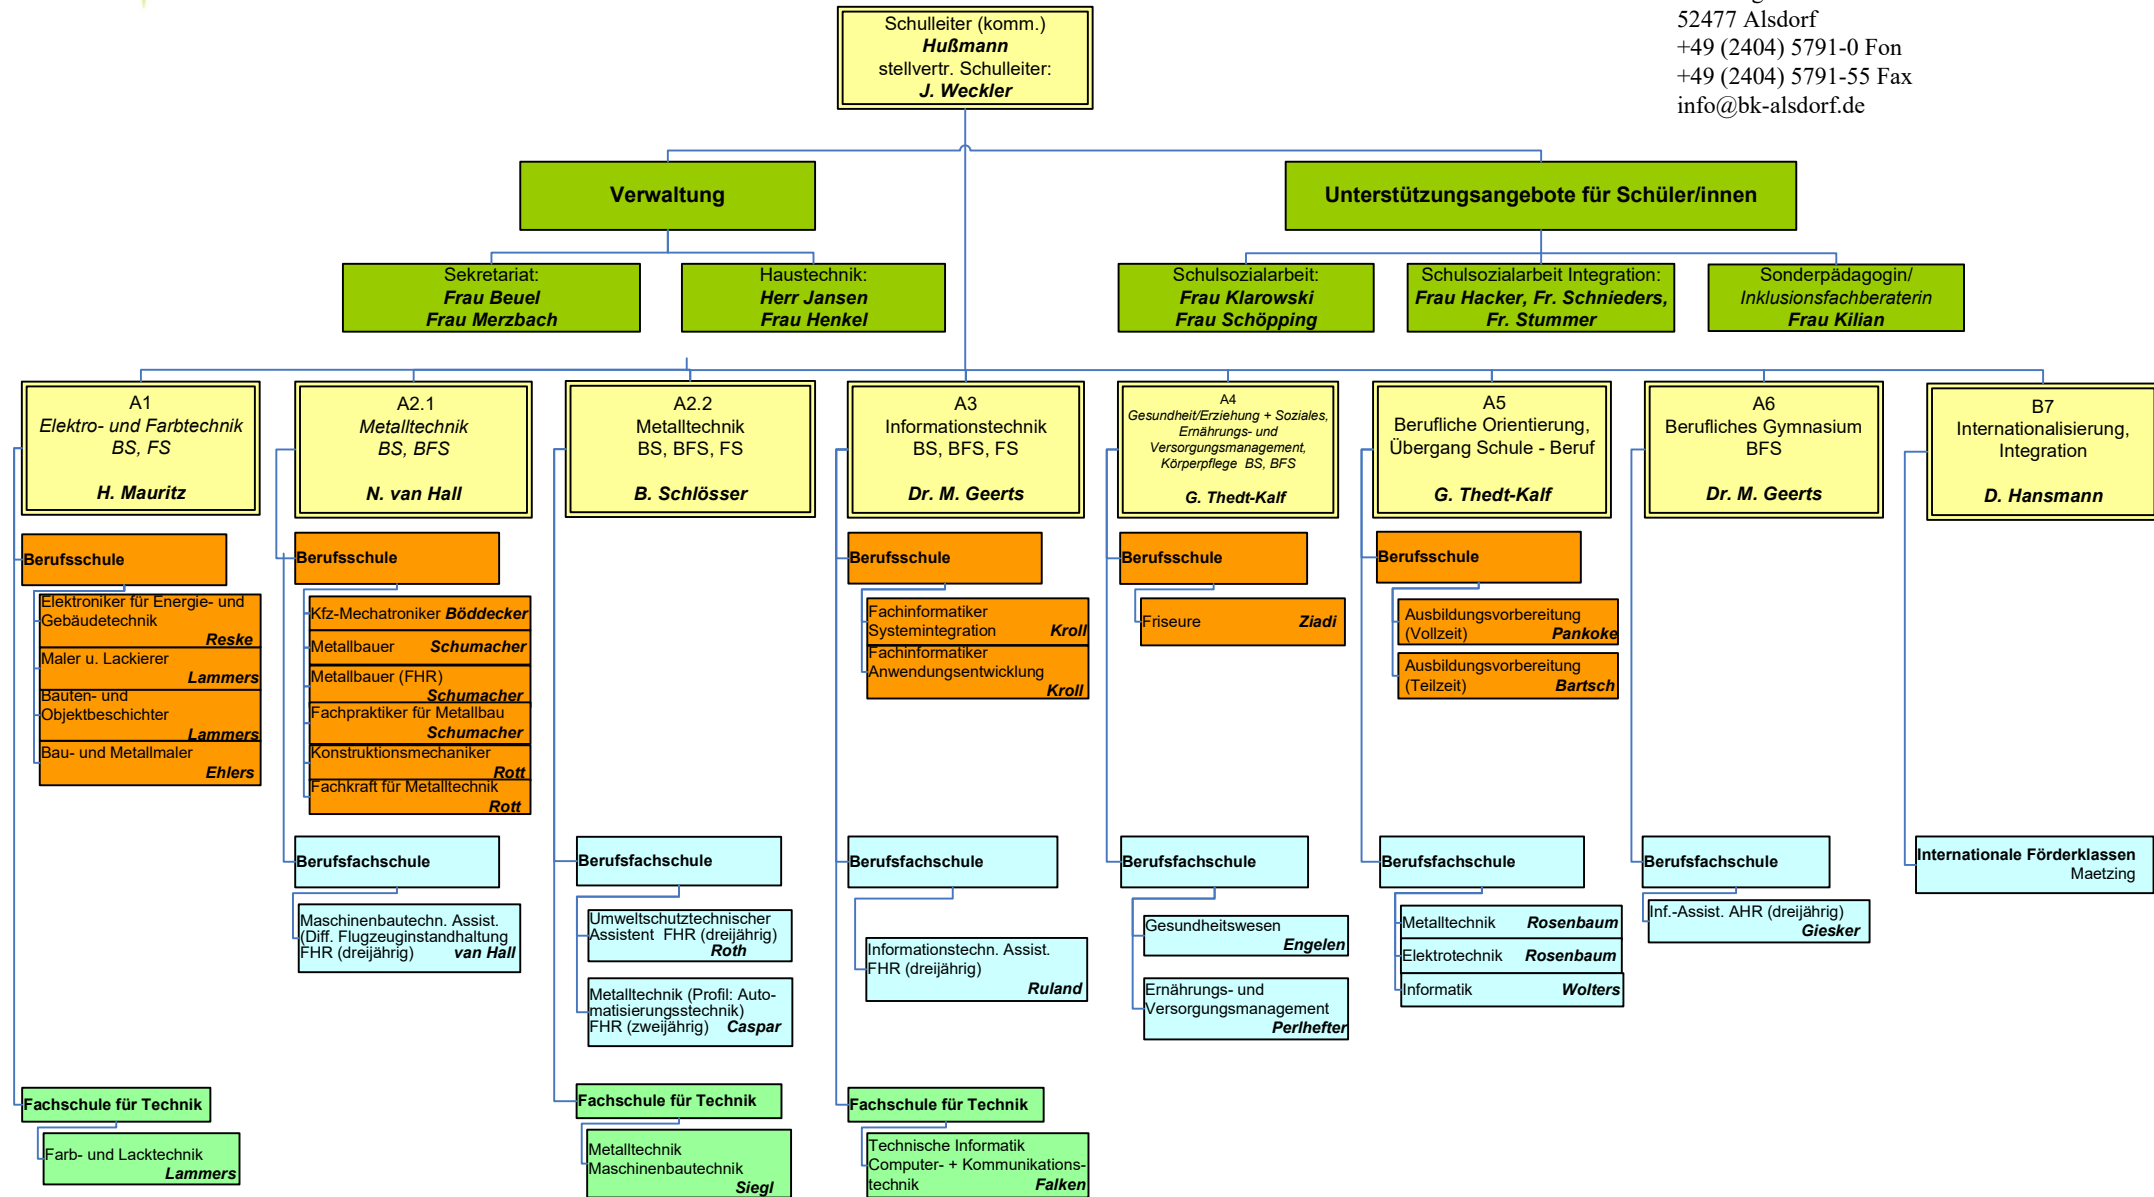 52477 Alsdorf
+49 (2404) 5791-0 Fon
+49 (2404) 5791-55 Fax
info@bk-alsdorf.de
Schulleiter (komm.)
Hußmann
stellvertr. Schulleiter:
J. Weckler
Verwaltung
Unterstützungsangebote für Schüler/innen
Sekretariat:
Frau Beuel
Frau Merzbach
Haustechnik:
Herr Jansen
Frau Henkel
Schulsozialarbeit:
Frau Klarowski
Frau Schöpping
Schulsozialarbeit Integration:
Frau Hacker, Fr. Schnieders,
Fr. Stummer
Sonderpädagogin/
Inklusionsfachberaterin
Frau Kilian
A1
Elektro- und Farbtechnik
BS, FS
H. Mauritz
Berufsschule
Elektroniker für Energie- und
Gebäudetechnik
Reske
Maler u. Lackierer
Lammers
Bauten- und
Objektbeschichter
Lammers
Bau- und Metallmaler
Ehlers
Fachschule für Technik
Farb- und Lacktechnik
Lammers
A2.1
Metalltechnik
BS, BFS
N. van Hall
Berufsschule
Kfz-Mechatroniker Böddecker
Metallbauer Schumacher
Metallbauer (FHR)
Schumacher
Fachpraktiker für Metallbau
Schumacher
Konstruktionsmechaniker
Rott
Fachkraft für Metalltechnik
Rott
Berufsfachschule
Maschinenbautechn. Assist.
(Diff. Flugzeuginstandhaltung
FHR (dreijährig) van Hall
A2.2
Metalltechnik
BS, BFS, FS
B. Schlösser
Berufsfachschule
Umweltschutztechnischer
Assistent FHR (dreijährig)
Roth
Metalltechnik (Profil: Auto-
matisierungsstechnik)
FHR (zweijährig) Caspar
Fachschule für Technik
Metalltechnik
Maschinenbautechnik
Siegl
A3
Informationstechnik
BS, BFS, FS
Dr. M. Geerts
Berufsschule
Fachinformatiker
Systemintegration Kroll
Fachinformatiker
Anwendungsentwicklung
Kroll
Berufsfachschule
Informationstechn. Assist.
FHR (dreijährig)
Ruland
Fachschule für Technik
Technische Informatik
Computer- + Kommunikations-
technik Falken
A4
Gesundheit/Erziehung + Soziales,
Ernährungs- und
Versorgungsmanagement,
Körperpflege BS, BFS
G. Thedt-Kalf
Berufsschule
Friseure Ziadi
Berufsfachschule
Gesundheitswesen
Engelen
Ernährungs- und
Versorgungsmanagement
Perlhefter
A5
Berufliche Orientierung,
Übergang Schule - Beruf
G. Thedt-Kalf
Berufsschule
Ausbildungsvorbereitung
(Vollzeit) Pankoke
Ausbildungsvorbereitung
(Teilzeit) Bartsch
Berufsfachschule
Metalltechnik Rosenbaum
Elektrotechnik Rosenbaum
Informatik Wolters
A6
Berufliches Gymnasium
BFS
Dr. M. Geerts
Berufsfachschule
Inf.-Assist. AHR (dreijährig)
Giesker
B7
Internationalisierung,
Integration
D. Hansmann
Internationale Förderklassen
Maetzing